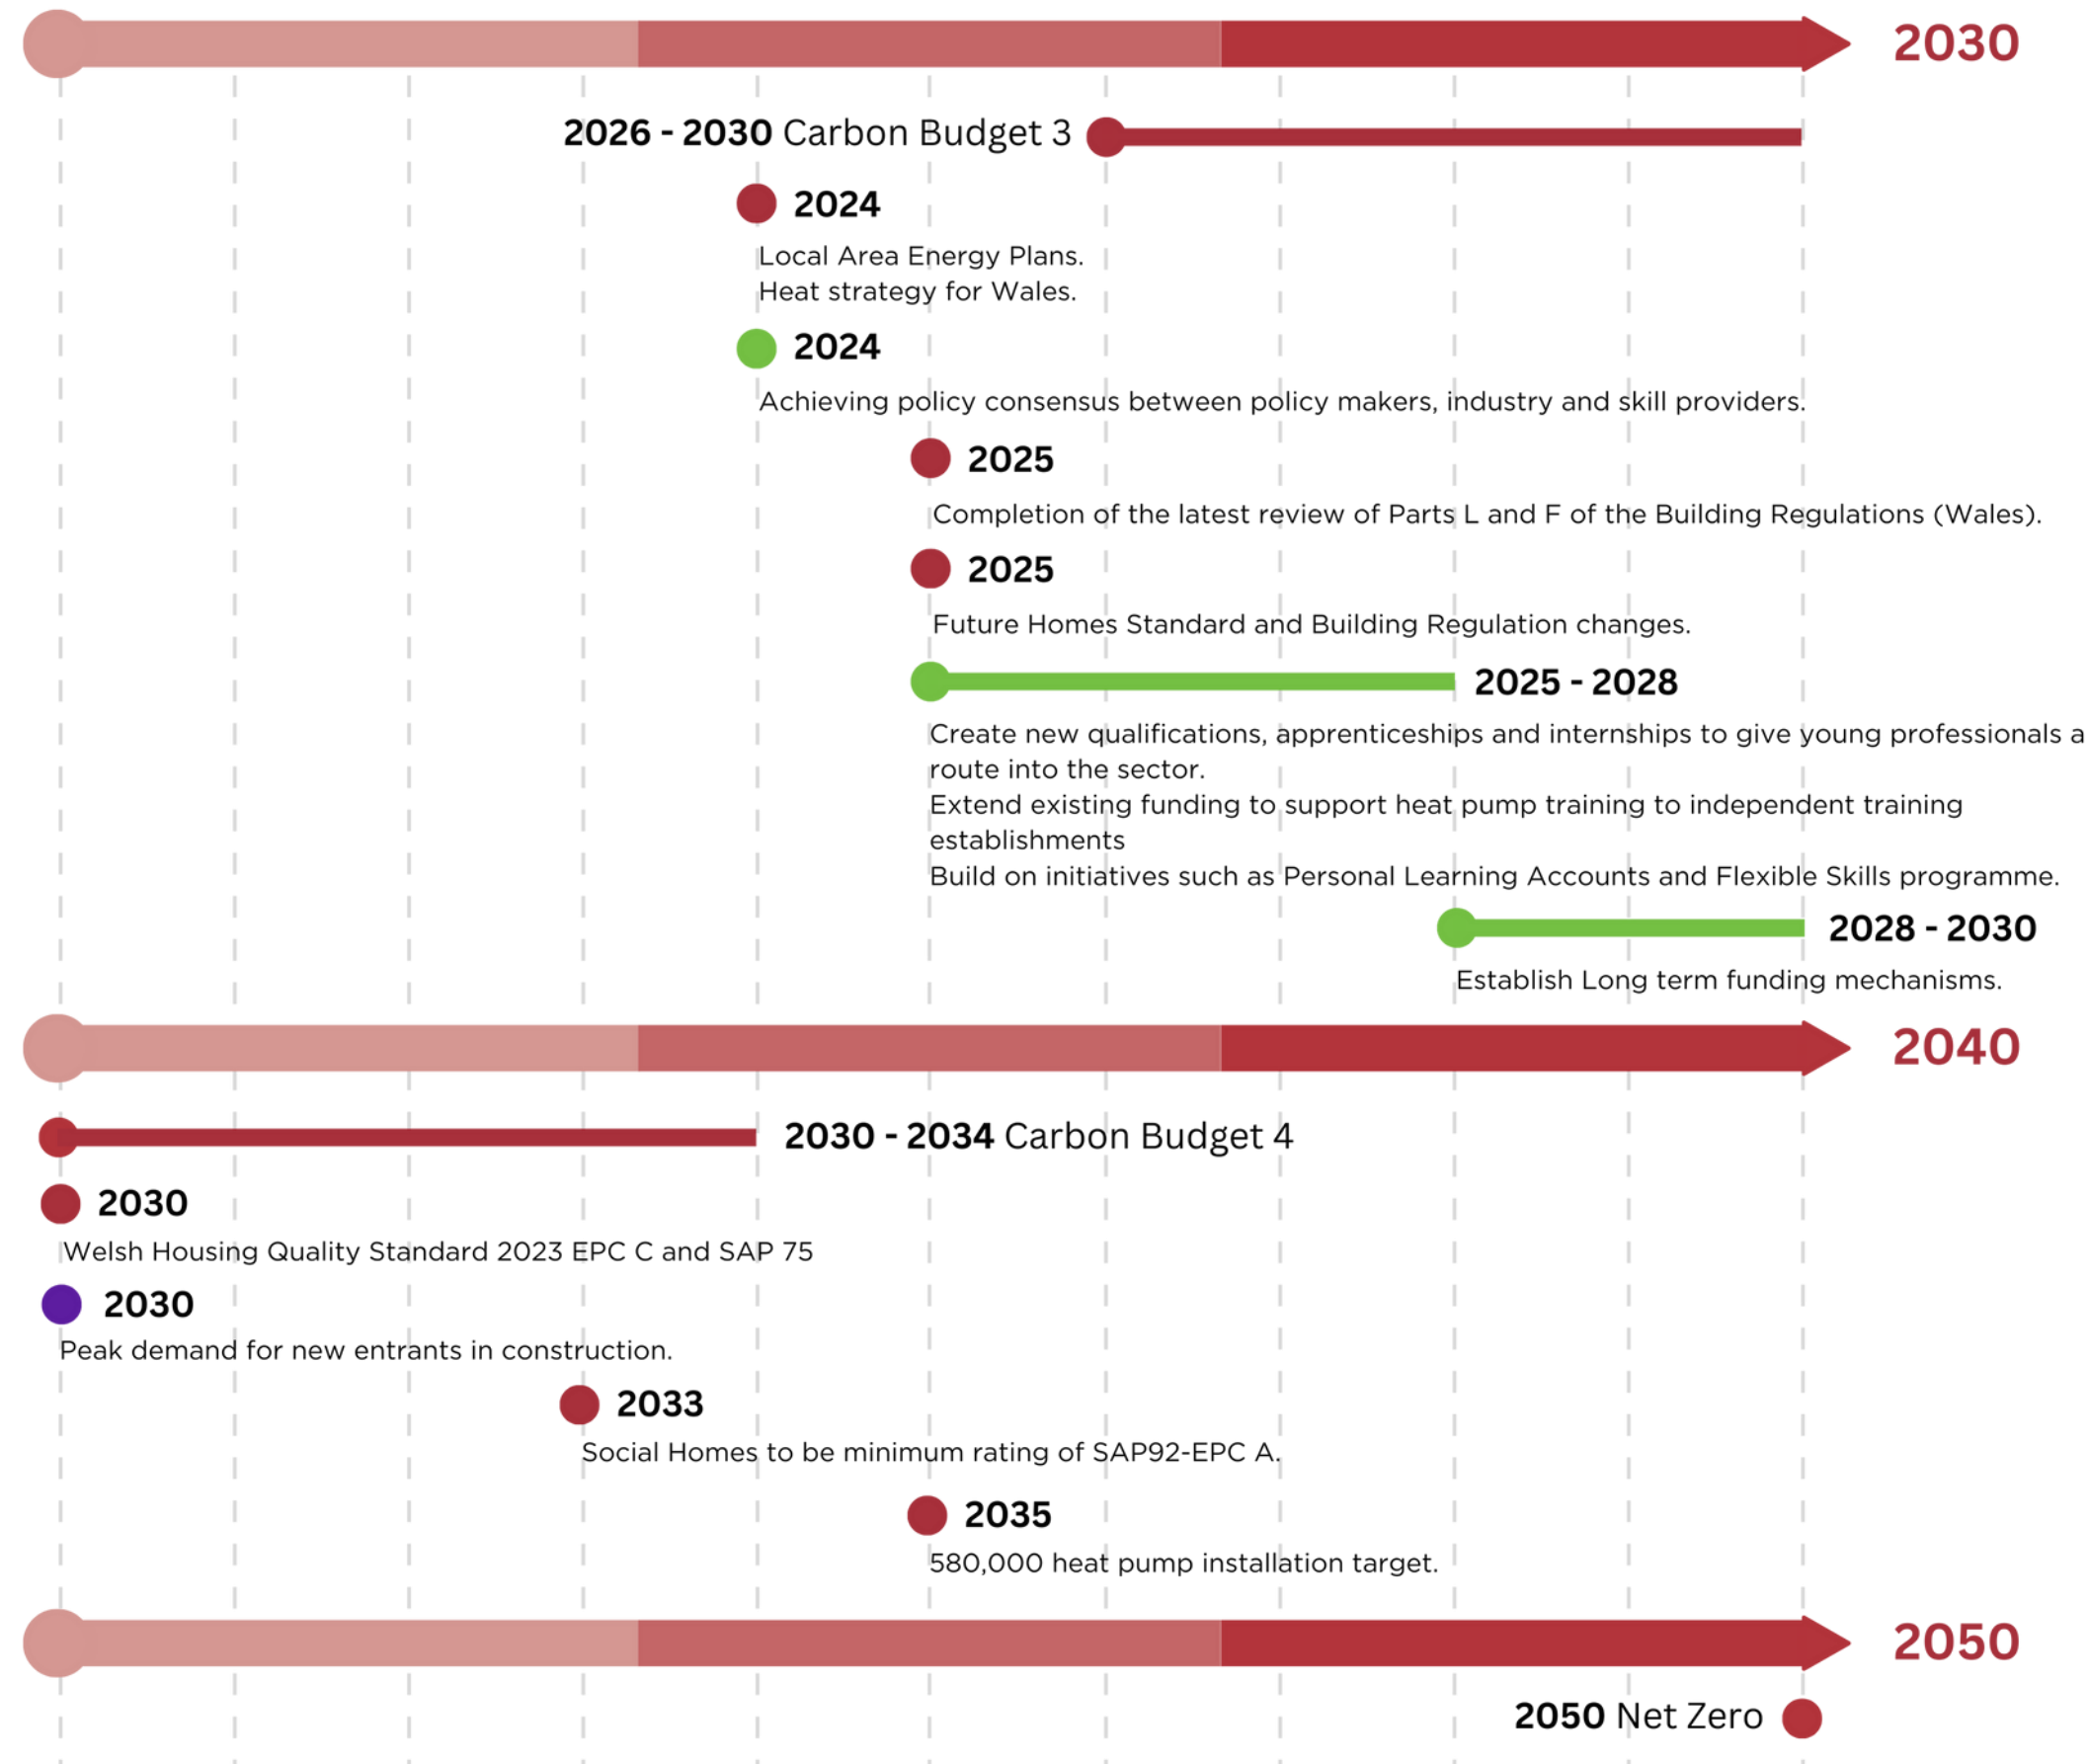 2030
2026 - 2030 Carbon Budget 3
2024
Local Area Energy Plans.
Heat strategy for Wales.
2024
Achieving policy consensus between policy makers, industry and skill providers.
2025
Completion of the latest review of Parts L and F of the Building Regulations (Wales).
2025
Future Homes Standard and Building Regulation changes.
2025 - 2028
Create new qualifications, apprenticeships and internships to give young professionals a
route into the sector.
Extend existing funding to support heat pump training to independent training
establishments
Build on initiatives such as Personal Learning Accounts and Flexible Skills programme.
2028 - 2030
Establish Long term funding mechanisms.
2040
2030 - 2034 Carbon Budget 4
2030
Welsh Housing Quality Standard 2023 EPC C and SAP 75
2030
Peak demand for new entrants in construction.
2033
Social Homes to be minimum rating of SAP92-EPC A.
2035
580,000 heat pump installation target.
2050
2050 Net Zero